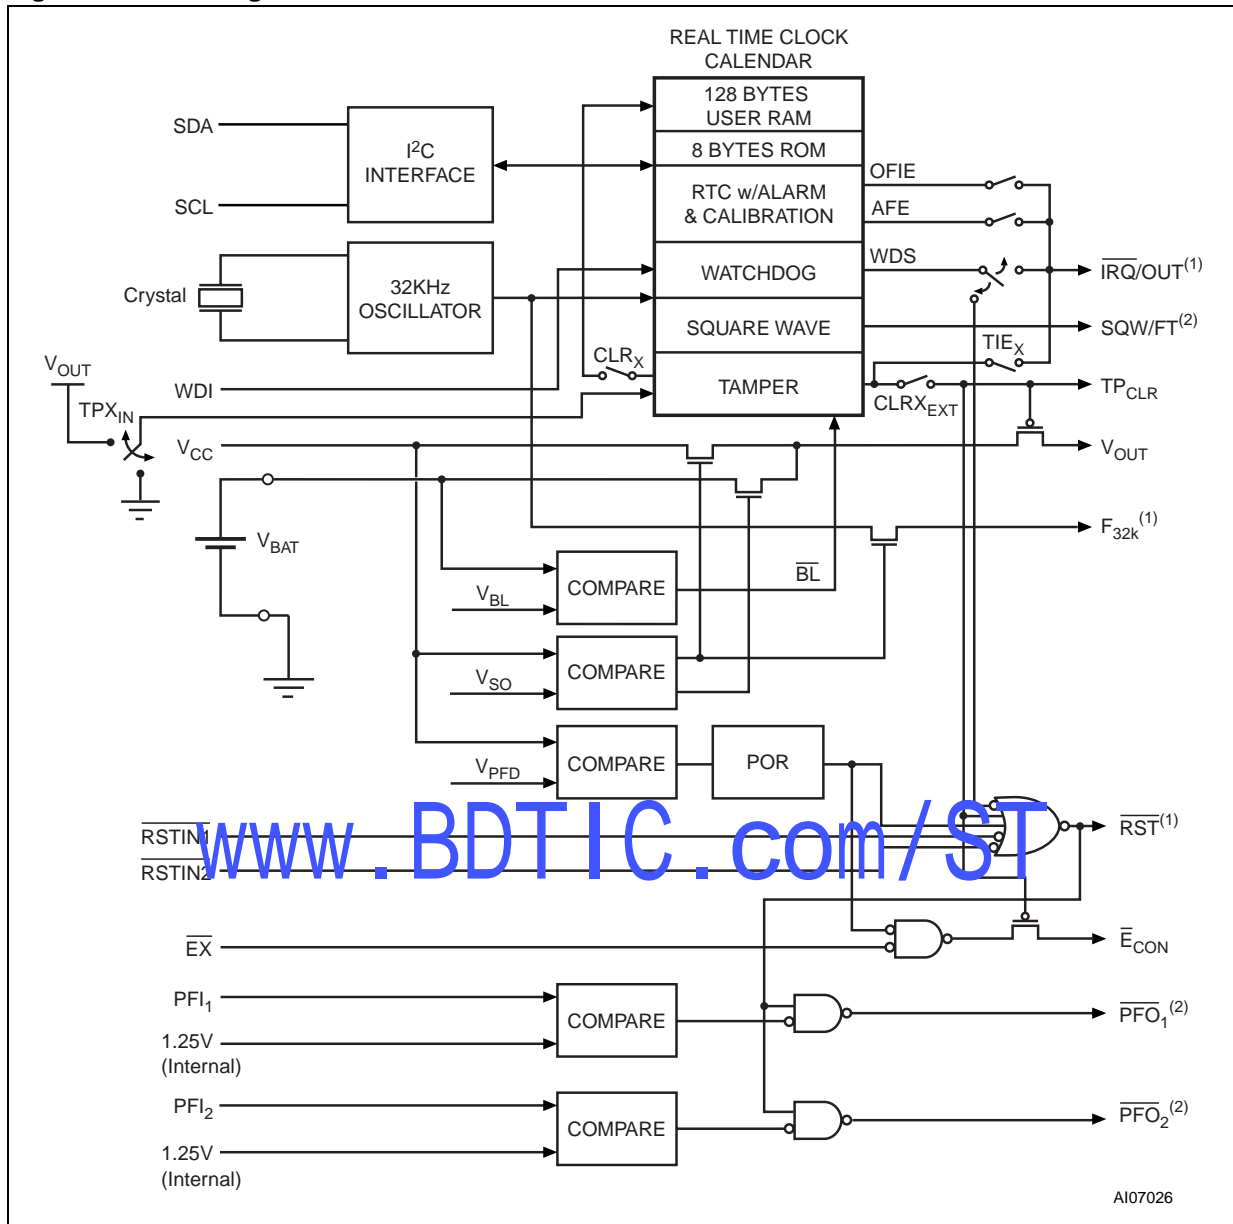 REAL TIME CLOCK
CALENDAR
128 BYTES
USER RAM
8 BYTES ROM
RTC w/ALARM
& CALIBRATION
WATCHDOG
SQUARE WAVE
TAMPER
SDA
SCL
I2C
INTERFACE
Crystal
32KHz
OSCILLATOR
OFIE
AFE
WDS
IRQ/OUT(1)
SQW/FT(2)
TIEX
CLRX
CLRXEXT
TPCLR
VOUT
WDI
TPXIN
VCC
VOUT
F32k(1)
VBAT
COMPARE
VBL
BL
COMPARE
VSO
COMPARE
VPFD
POR
www.BDTIC.com/ST
RSTIN1
RSTIN2
RST(1)
EX
ECON
PFI1
1.25V
(Internal)
COMPARE
PFO1(2)
PFI2
1.25V
(Internal)
COMPARE
PFO2(2)
AI07026